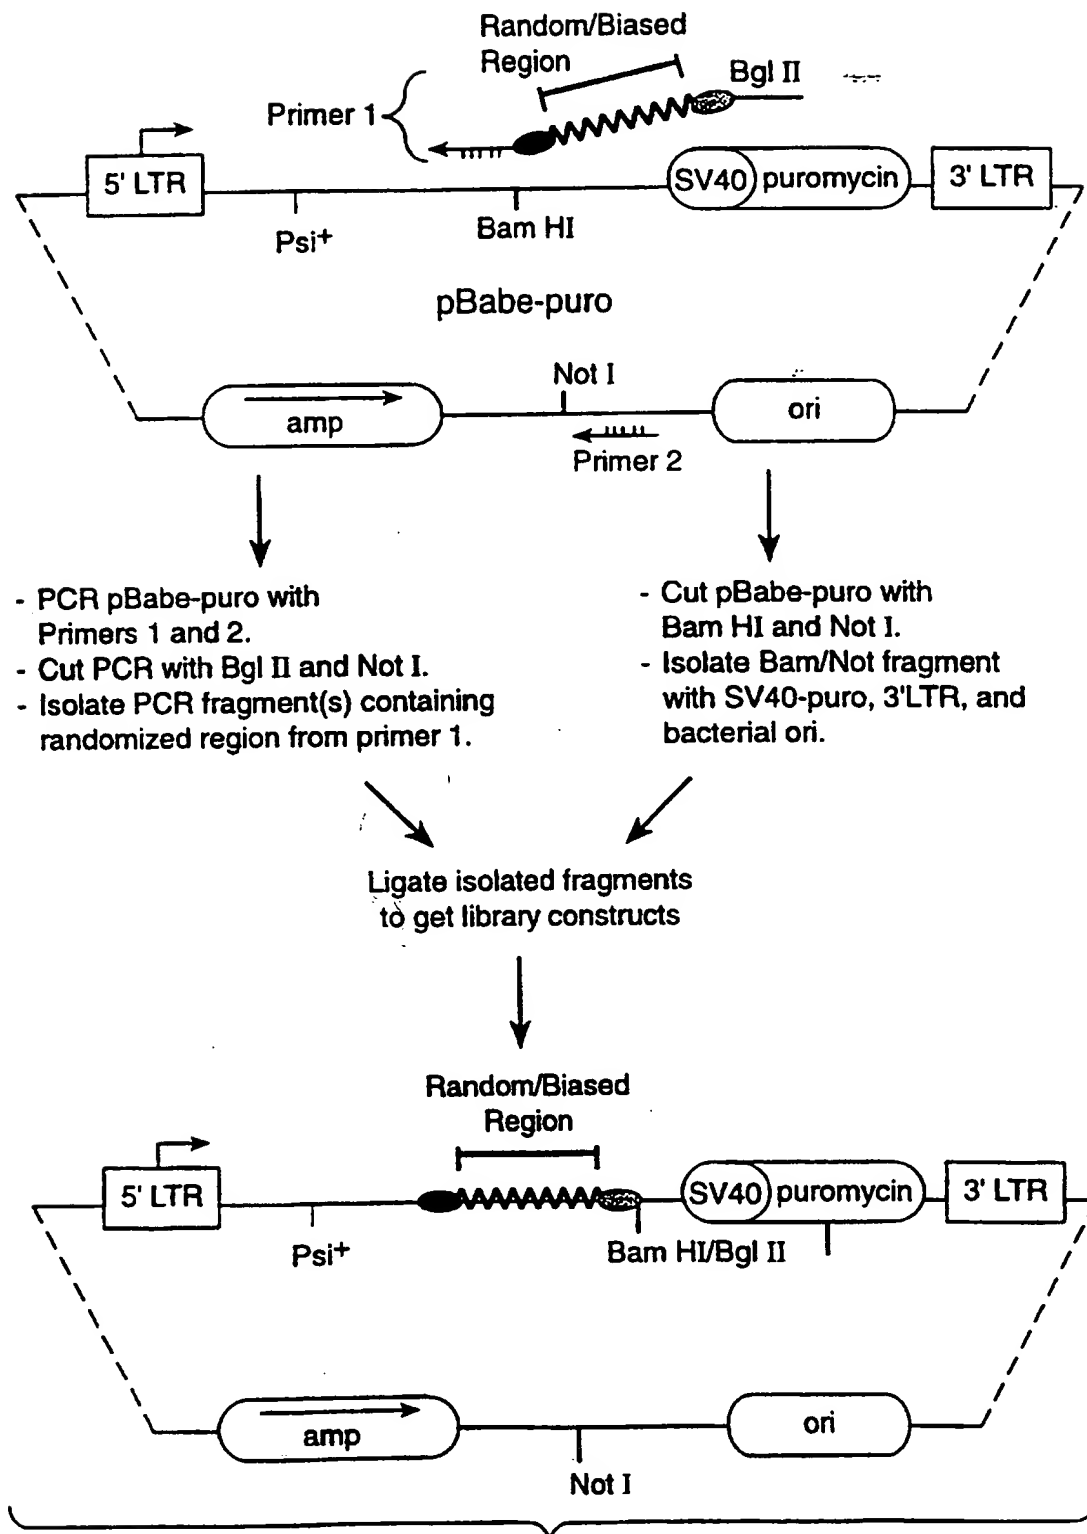 Random/Biased
Region
Bgl II
Primer 1
5' LTR
SV40
puromycin
3' LTR
Psi+
Bam HI
pBabe-puro
Not I
amp
ori
Primer 2
- PCR pBabe-puro with
Primers 1 and 2.
- Cut PCR with Bgl II and Not I.
- Isolate PCR fragment(s) containing
randomized region from primer 1.
- Cut pBabe-puro with
Bam HI and Not I.
- Isolate Bam/Not fragment
with SV40-puro, 3'LTR, and
bacterial ori.
Ligate isolated fragments
to get library constructs
Random/Biased
Region
5' LTR
SV40
puromycin
3' LTR
Psi+
Bam HI/Bgl II
amp
ori
Not I